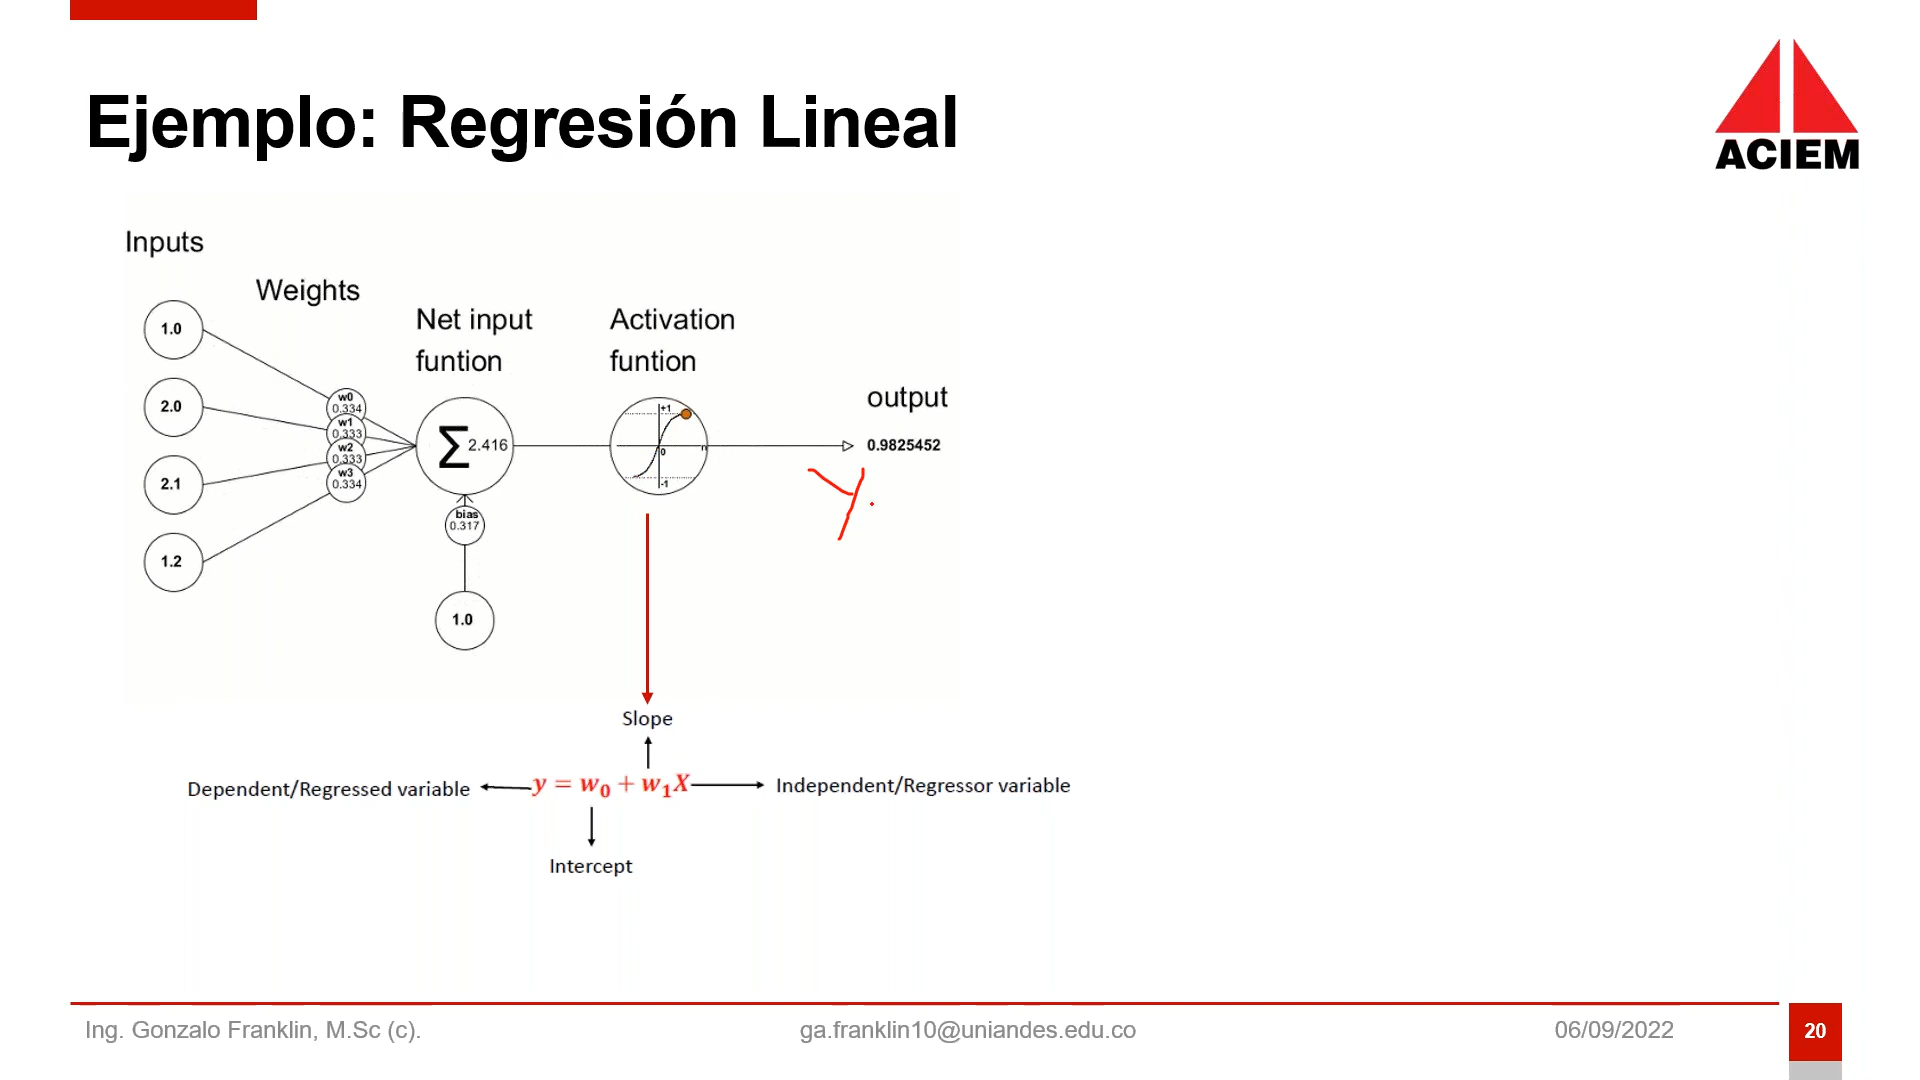 Ejemplo: Regresión Lineal
ACIEM
Inputs
Weights
Net input
funtion
Activation
funtion
output
1.0
2.0
2.1
1.2
w0
0.334
w1
0.333
w2
0.333
w3
0.334
∑ 2.416
+1
0
n
-1
0.9825452
Y.
bias
0.317
1.0
Slope
Dependent/Regressed variable
y = w₀ + w₁X
Independent/Regressor variable
Intercept
Ing. Gonzalo Franklin, M.Sc (c).
ga.franklin10@uniandes.edu.co
06/09/2022
20